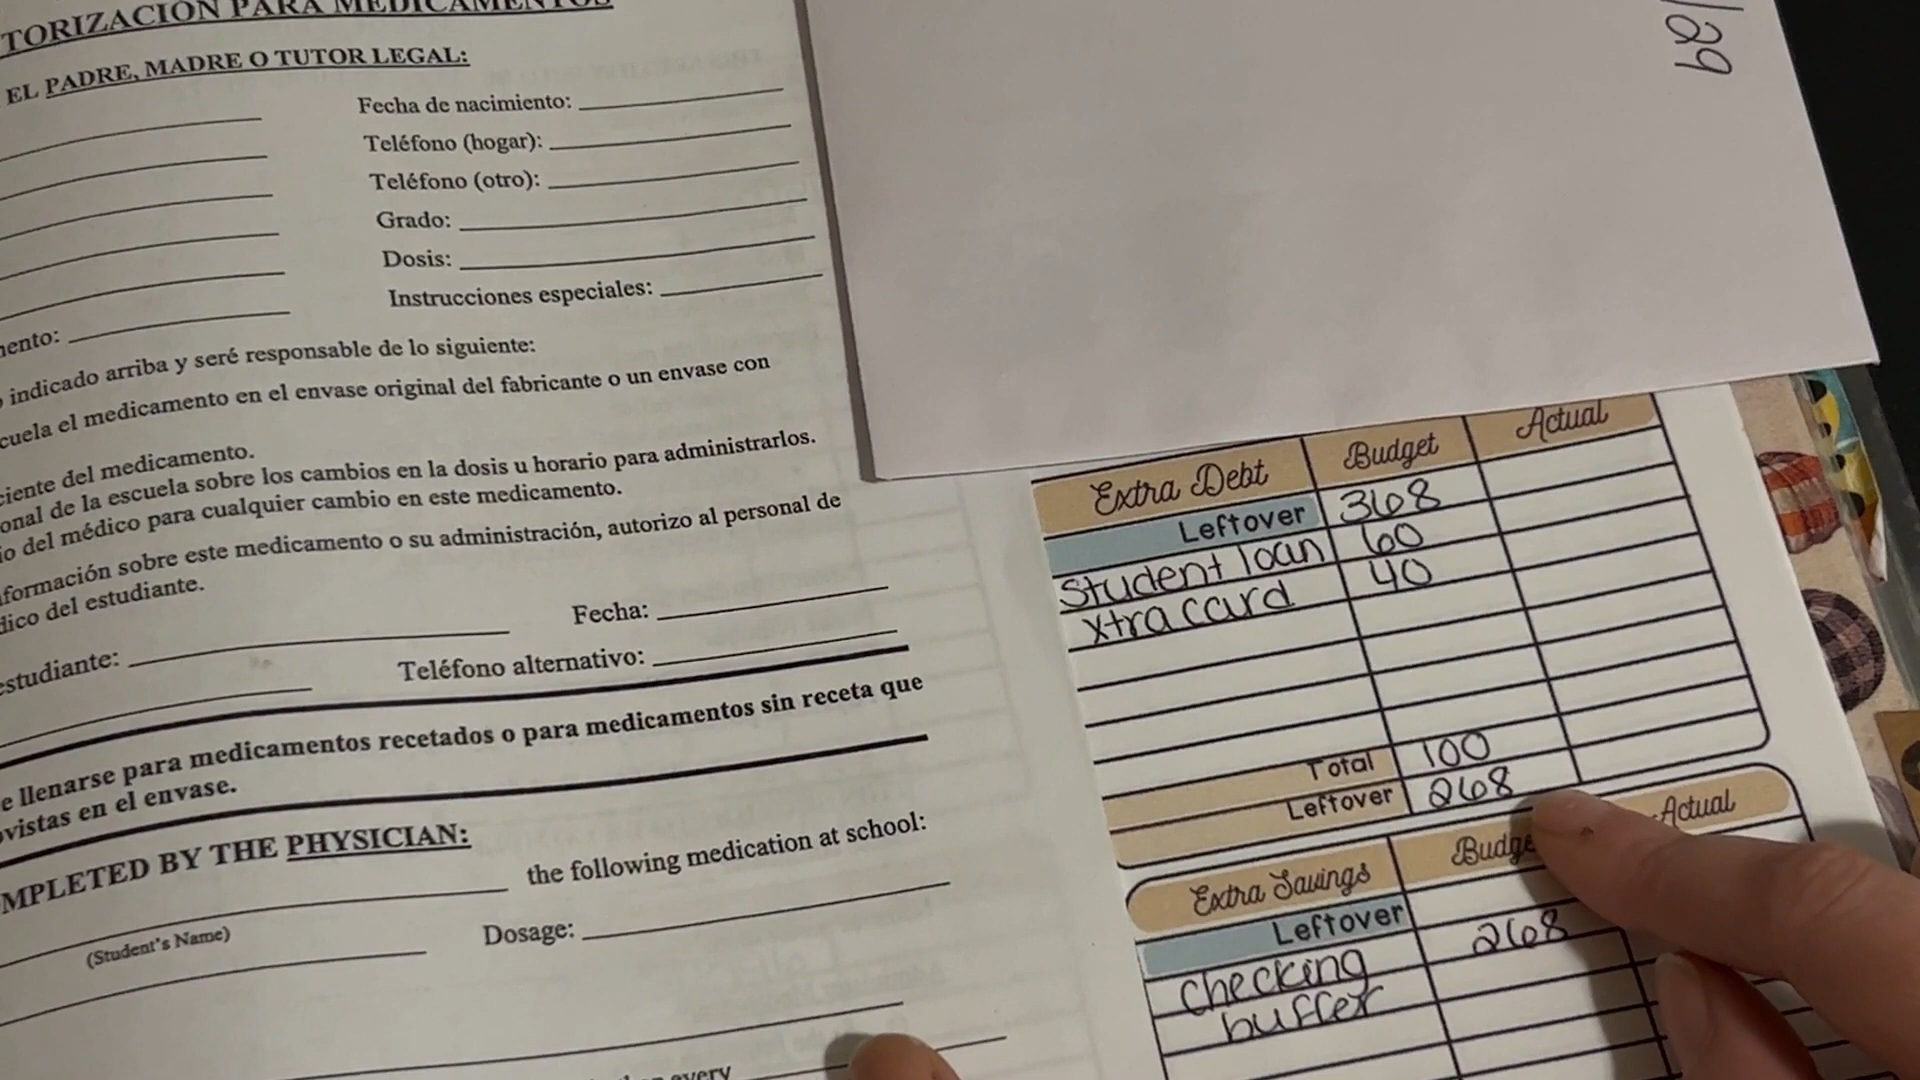 TORIZACIÓN PARA MEDICAMENTOS
EL PADRE, MADRE O TUTOR LEGAL:
Fecha de nacimiento:
Teléfono (hogar):
Teléfono (otro):
Grado:
Dosis:
Instrucciones especiales:
ento:
indicado arriba y seré responsable de lo siguiente:
cuela el medicamento en el envase original del fabricante o un envase con
ciente del medicamento.
onal de la escuela sobre los cambios en la dosis u horario para administrarlos.
io del médico para cualquier cambio en este medicamento.
formación sobre este medicamento o su administración, autorizo al personal de
dico del estudiante.
Fecha:
estudiante:
Teléfono alternativo:
e llenarse para medicamentos recetados o para medicamentos sin receta que
vistas en el envase.
MPLETED BY THE PHYSICIAN:
the following medication at school:
(Student's Name)
Dosage:
every
/29
Extra Debt Budget Actual
Leftover 368
Student loan 60
xtra card 40
Total 100
Leftover 268
Extra Savings Budge Actual
Leftover
checking 268
buffer